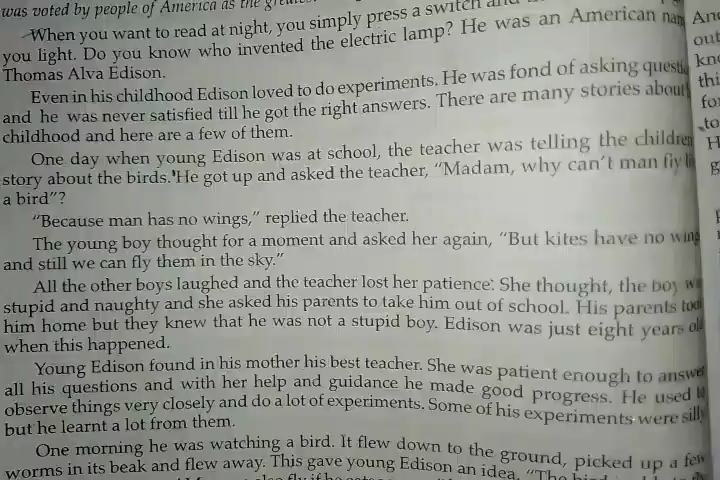 was voted by people of America as the
When you want to read at night, you simply press a switch and
you light. Do you know who invented the electric lamp? He was an American
Thomas Alva Edison.
Even in his childhood Edison loved to do experiments. He was fond of asking
and he was never satisfied till he got the right answers. There are many stories about
childhood and here are a few of them.
One day when young Edison was at school, the teacher was telling the children
story about the birds. He got up and asked the teacher, “Madam, why can’t man fly
a bird”?
“Because man has no wings,” replied the teacher.
The young boy thought for a moment and asked her again, “But kites have no
and still we can fly them in the sky.”
All the other boys laughed and the teacher lost her patience. She thought, the boy
stupid and naughty and she asked his parents to take him out of school. His parents
him home but they knew that he was not a stupid boy. Edison was just eight years
when this happened.
Young Edison found in his mother his best teacher. She was patient enough to
all his questions and with her help and guidance he made good progress. He used
observe things very closely and do a lot of experiments. Some of his experiments were silly
but he learnt a lot from them.
One morning he was watching a bird. It flew down to the ground, picked up a few
worms in its beak and flew away. This gave young Edison an idea. “The